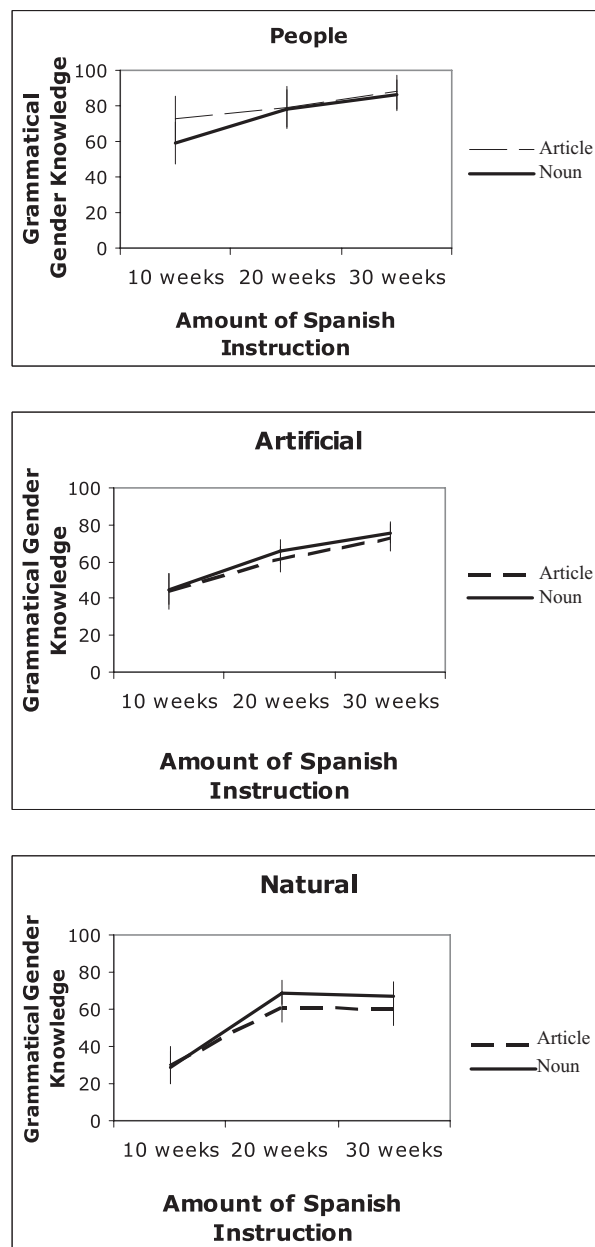 People
Grammatical
Gender Knowledge
100
80
60
40
20
0
10 weeks 20 weeks 30 weeks
Amount of Spanish
Instruction
Article
Noun
Artificial
Grammatical Gender
Knowledge
100
80
60
40
20
0
10 weeks 20 weeks 30 weeks
Amount of Spanish
Instruction
Article
Noun
Natural
Grammatical Gender
Knowledge
100
80
60
40
20
0
10 weeks 20 weeks 30 weeks
Amount of Spanish
Instruction
Article
Noun